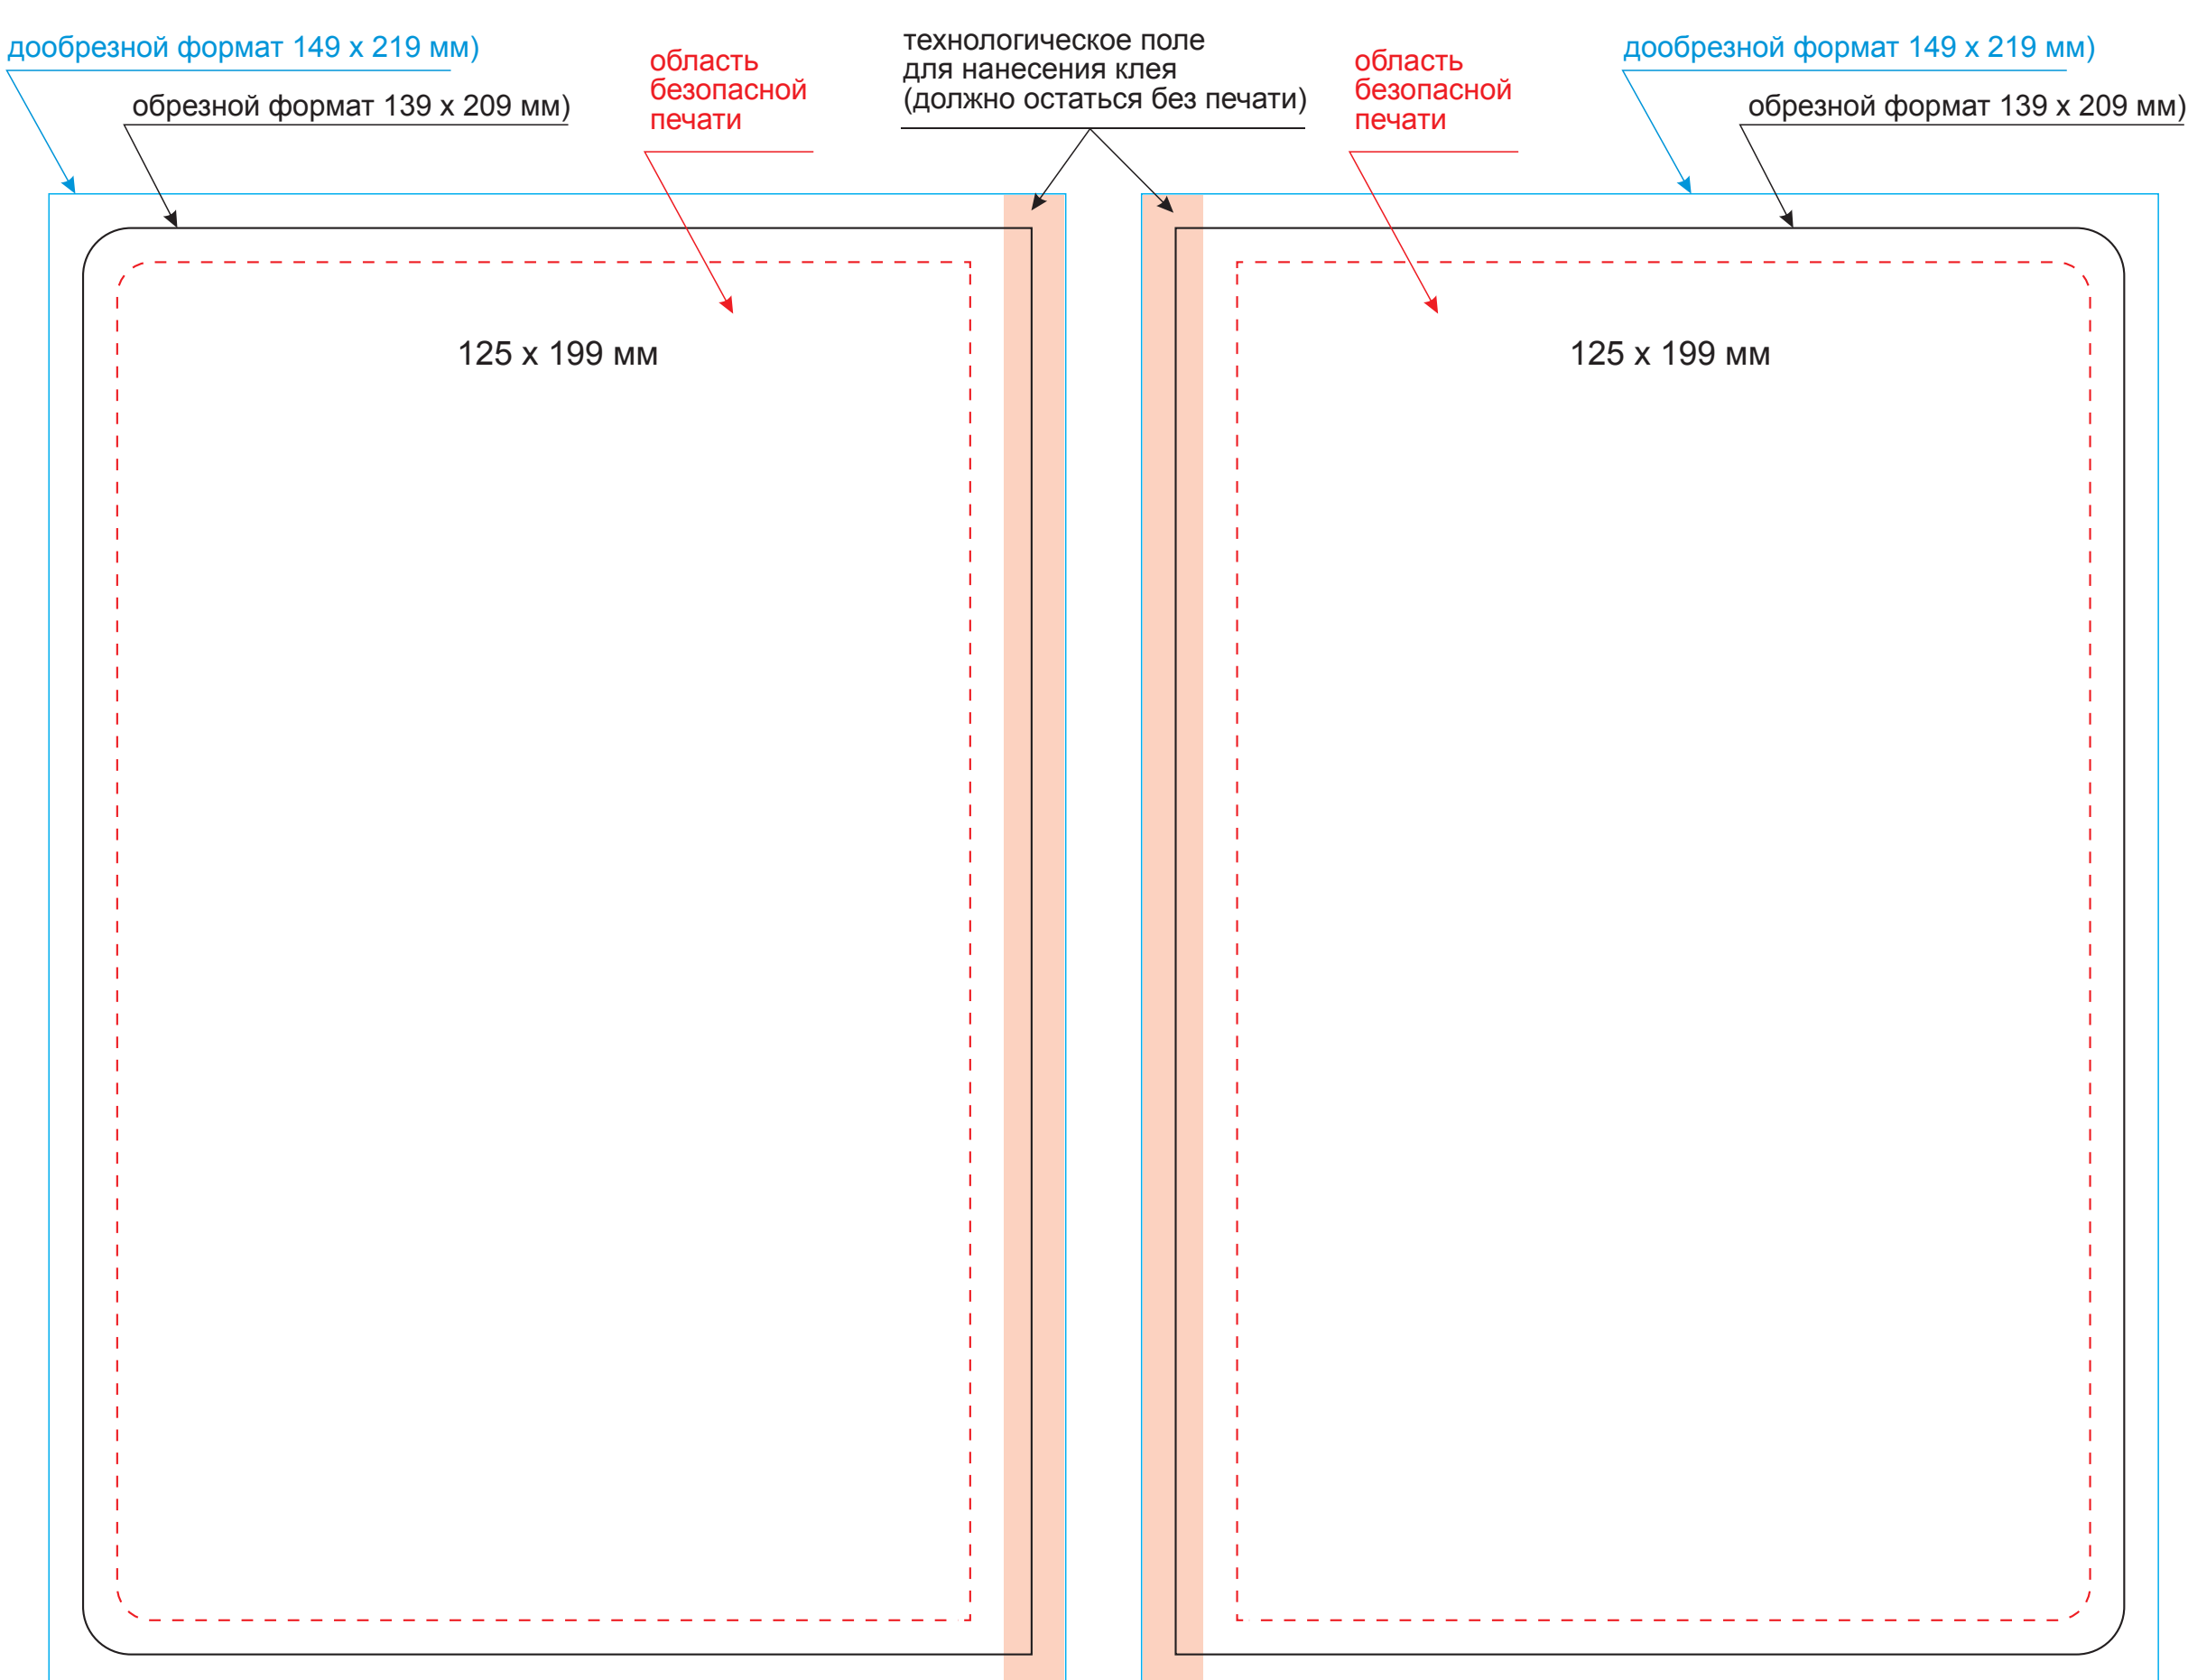 дообрезной формат 149 x 219 мм)
обрезной формат 139 x 209 мм)
область
безопасной
печати
технологическое поле
для нанесения клея
(должно остаться без печати)
область
безопасной
печати
дообрезной формат 149 x 219 мм)
обрезной формат 139 x 209 мм)
125 x 199 мм
125 x 199 мм